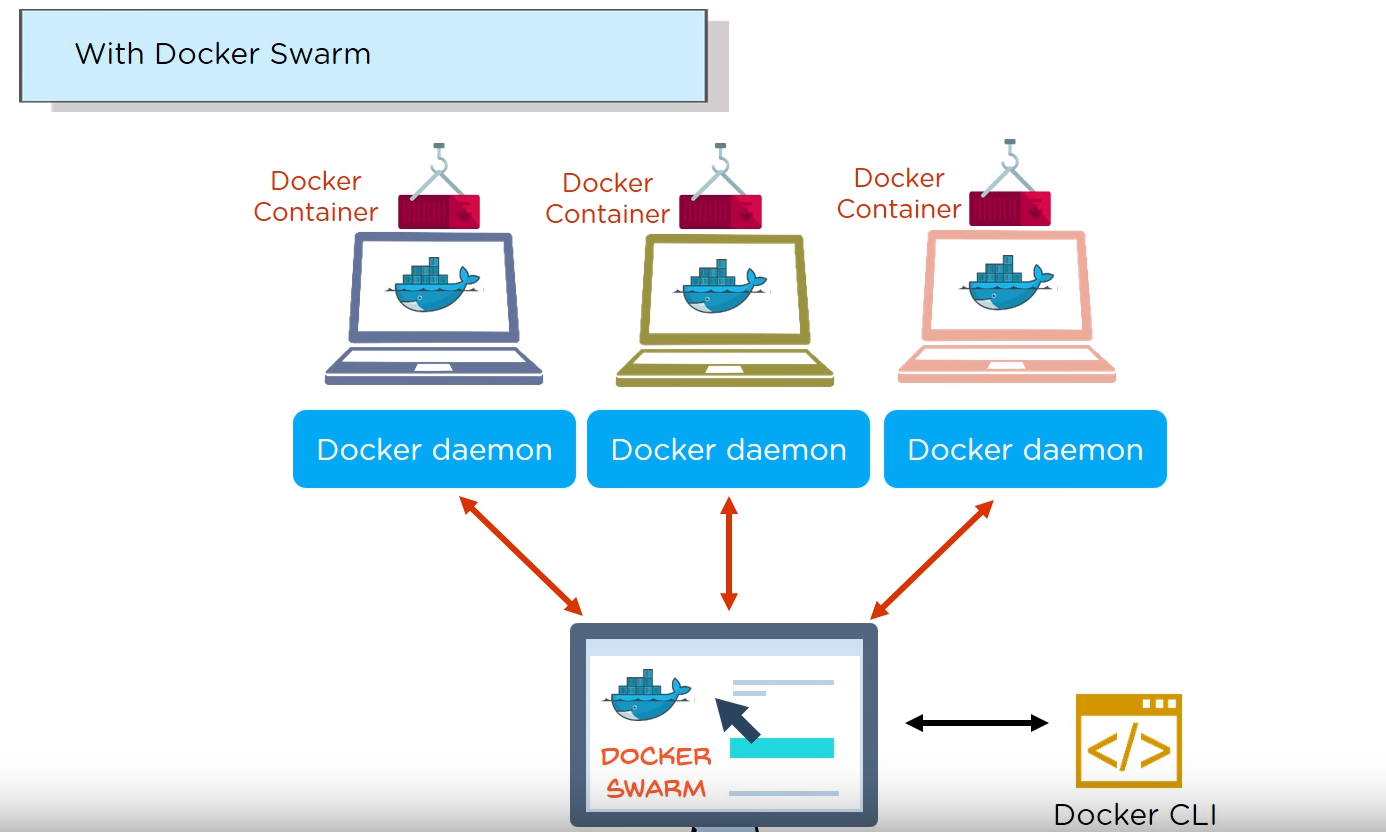 With Docker Swarm
Docker
Container
Docker
Container
Docker
Container
Docker daemon
Docker daemon
Docker daemon
DOCKER
SWARM
</>
Docker CLI